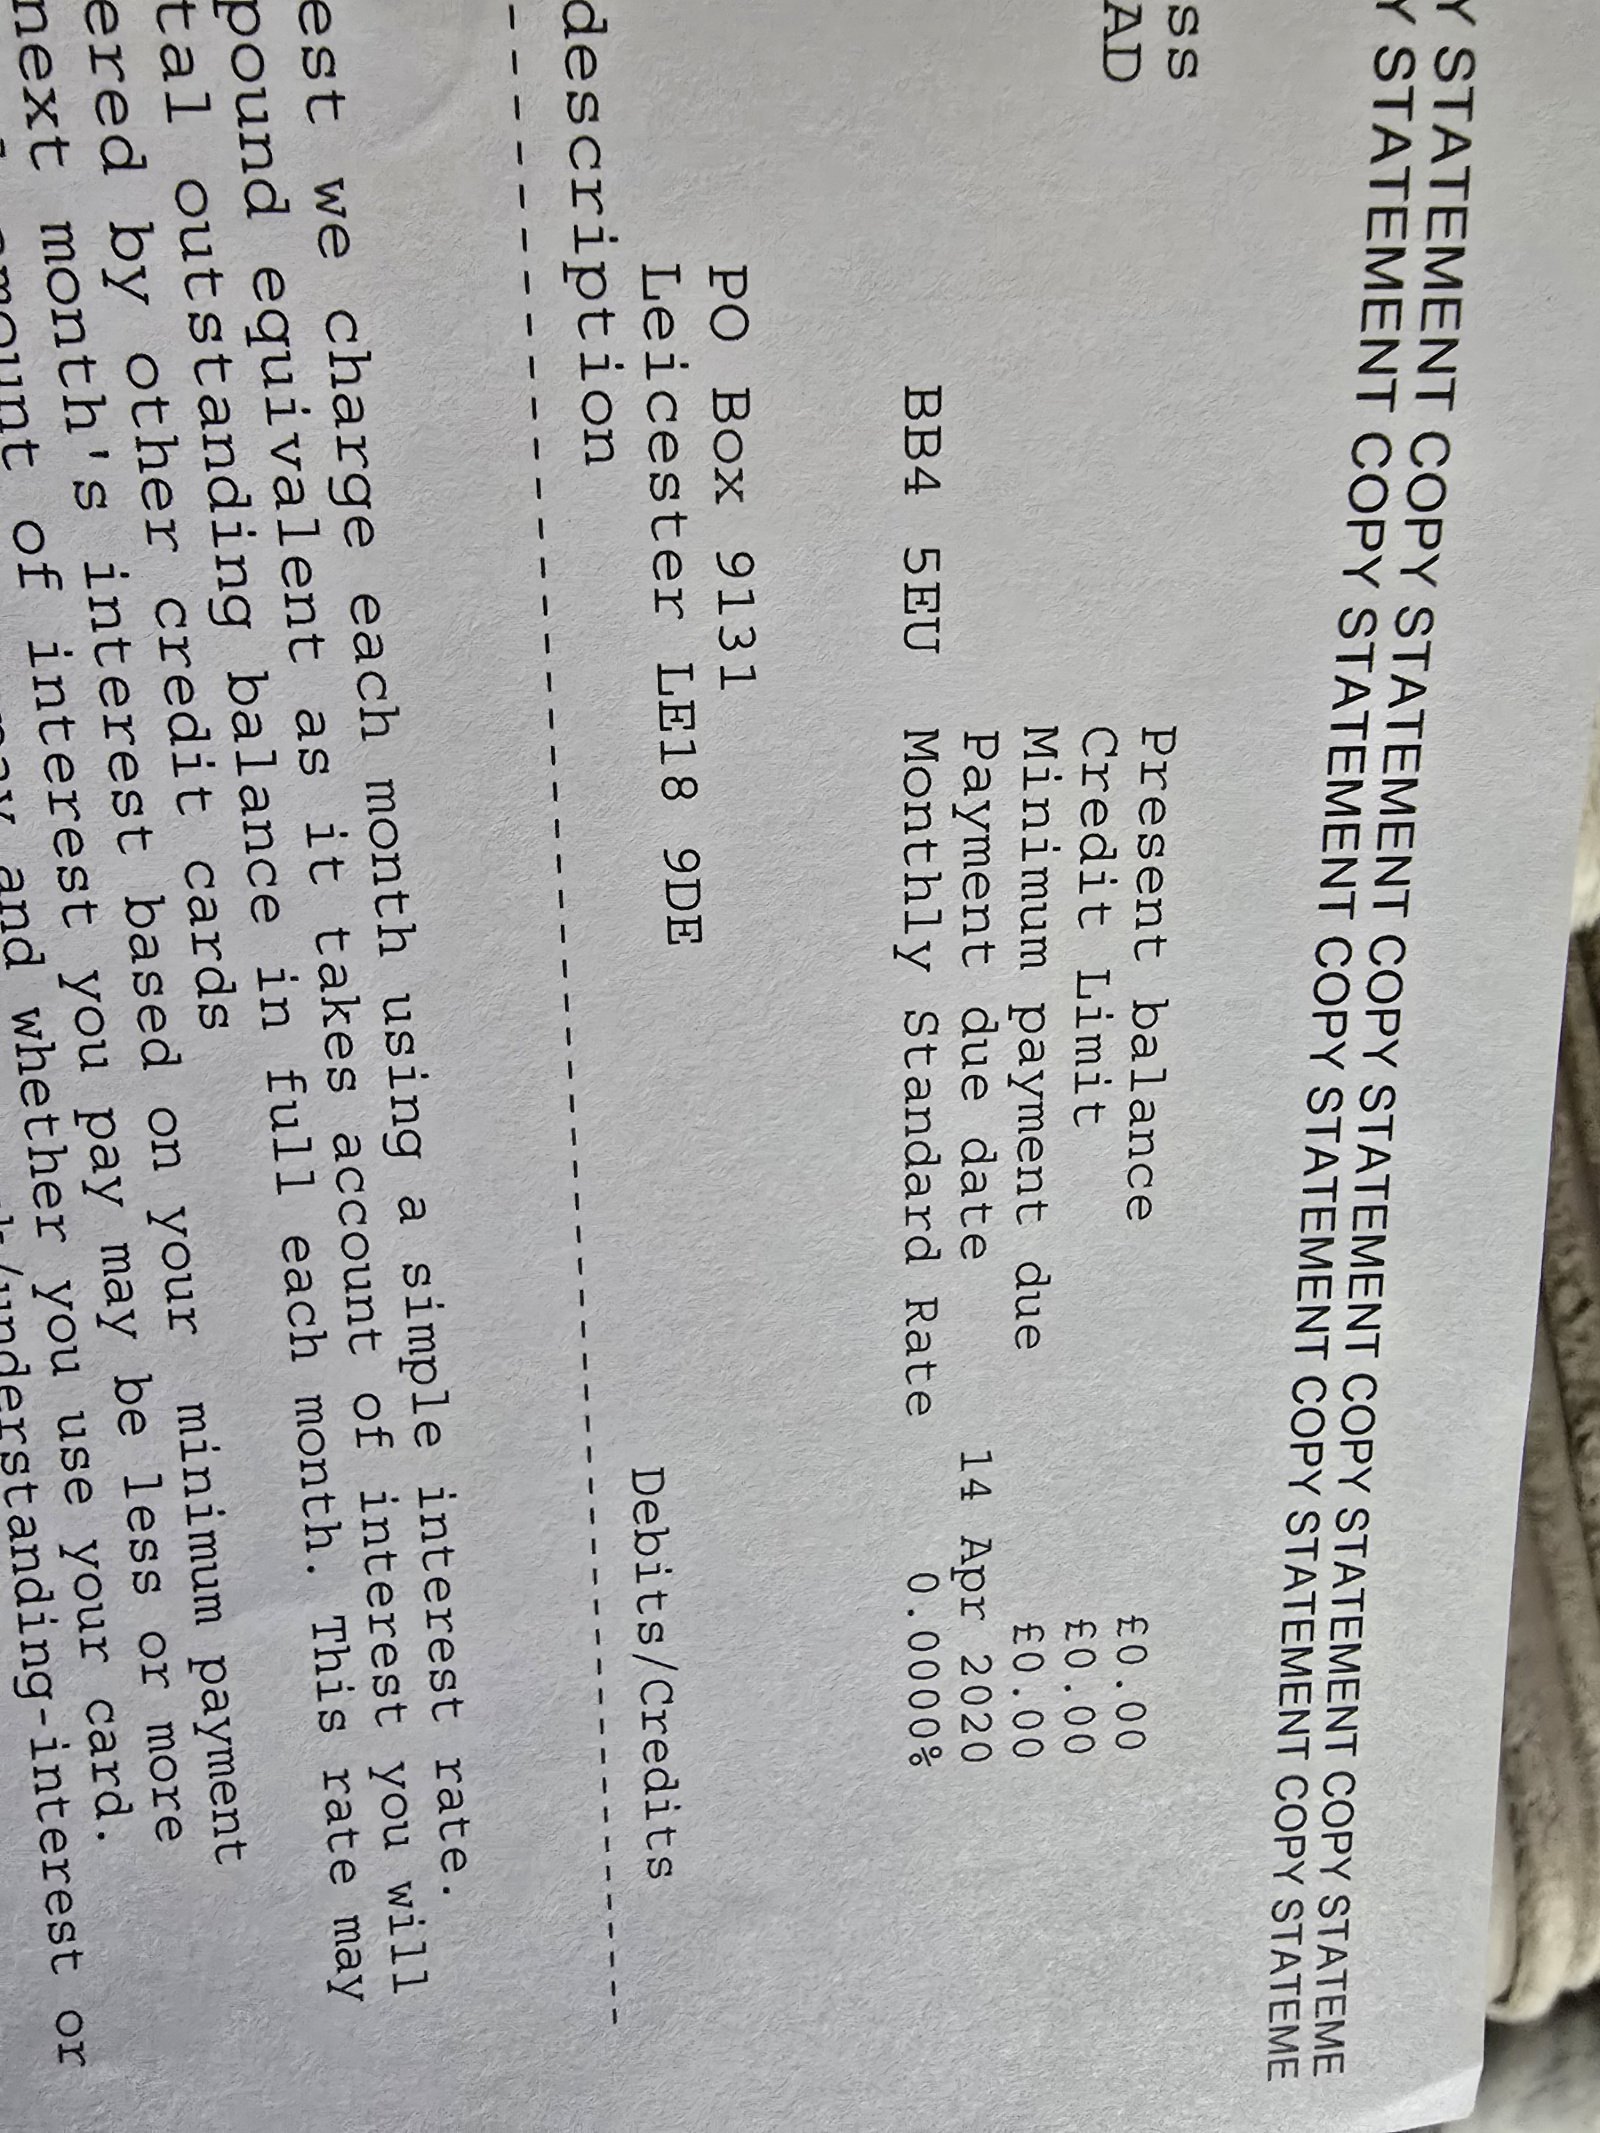 Y STATEMENT COPY STATEMENT COPY STATEMENT COPY STATEMENT COPY STATEME
Y STATEMENT COPY STATEMENT COPY STATEMENT COPY STATEMENT COPY STATEME
ss
AD
Present balance £0.00
Credit Limit £0.00
Minimum payment due £0.00
Payment due date 14 Apr 2020
BB4 5EU Monthly Standard Rate 0.0000%
PO Box 9131
Leicester LE18 9DE
description Debits/Credits
est we charge each month using a simple interest rate.
pound equivalent as it takes account of interest you will
tal outstanding balance in full each month. This rate may
ered by other credit cards
next month's interest based on your minimum payment
amount of interest you pay may be less or more
and whether you use your card.
/understanding-interest or